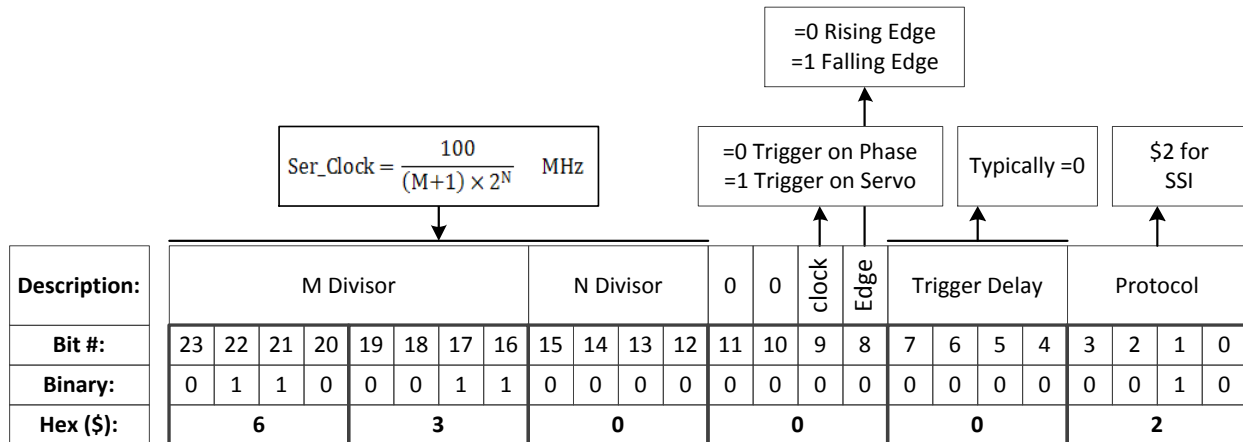 =0 Rising Edge
=1 Falling Edge
Ser_Clock = 100 / (M+1) × 2^N MHz
=0 Trigger on Phase
=1 Trigger on Servo
Typically =0
$2 for
SSI
Description: M Divisor N Divisor 0 0 clock Edge Trigger Delay Protocol
Bit #: 23 22 21 20 19 18 17 16 15 14 13 12 11 10 9 8 7 6 5 4 3 2 1 0
Binary: 0 1 1 0 0 0 1 1 0 0 0 0 0 0 0 0 0 0 0 0 0 0 1 0
Hex ($): 6 3 0 0 0 2